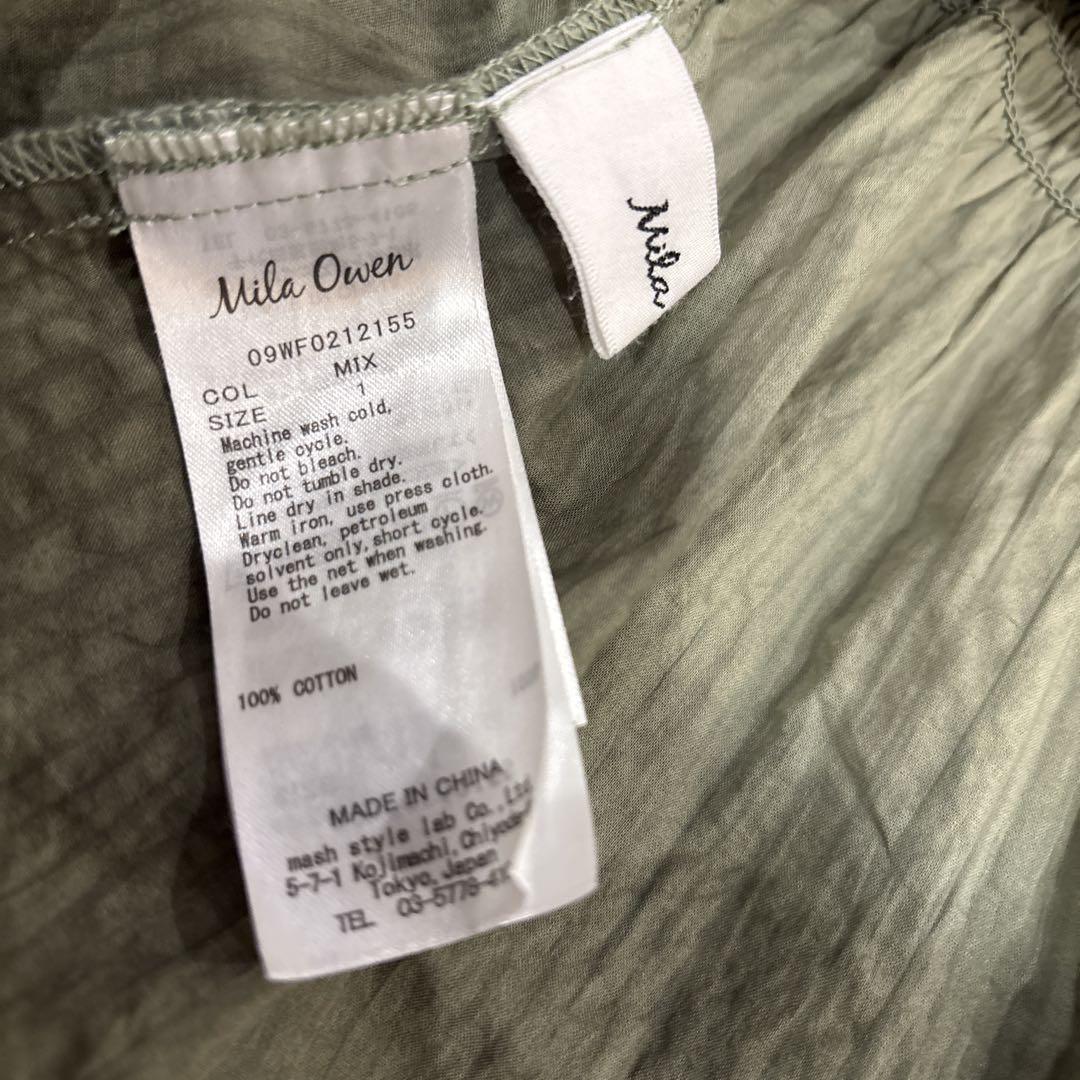 Mila Owen
09WF0212155
COL MIX
SIZE 1
Machine wash cold,
gentle cycle.
Do not bleach.
Do not tumble dry.
Line dry in shade.
Warm iron, use press cloth.
Dryclean, petroleum
solvent only, short cycle.
Use the net when washing.
Do not leave wet.
100% COTTON
MADE IN CHINA
mash style lab Co., Ltd
5-7-1 Kojimachi,
Tokyo, Japan
TEL 03-5778-
Mila